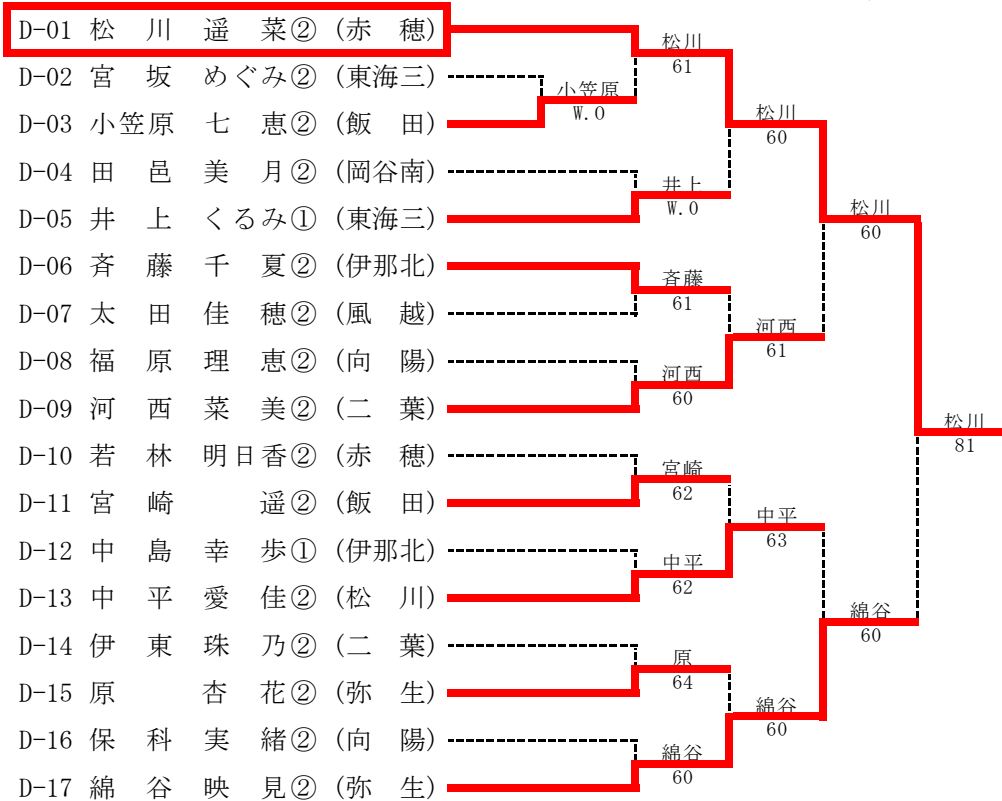 D-01 松川遥菜② (赤穂)
D-02 宮坂めぐみ② (東海三)
D-03 小笠原七恵② (飯田)
D-04 田邑美月② (岡谷南)
D-05 井上くるみ① (東海三)
D-06 斉藤千夏② (伊那北)
D-07 太田佳穂② (風越)
D-08 福原理恵② (向陽)
D-09 河西菜美② (二葉)
D-10 若林明日香② (赤穂)
D-11 宮崎遥② (飯田)
D-12 中島幸歩① (伊那北)
D-13 中平愛佳② (松川)
D-14 伊東珠乃② (二葉)
D-15 原杏花② (弥生)
D-16 保科実緒② (向陽)
D-17 綿谷映見② (弥生)
小笠原
W.0
松川
61
井上
W.0
斉藤
61
河西
60
宮崎
62
中平
62
原
64
綿谷
60
松川
60
河西
61
中平
63
綿谷
60
松川
60
綿谷
60
松川
81